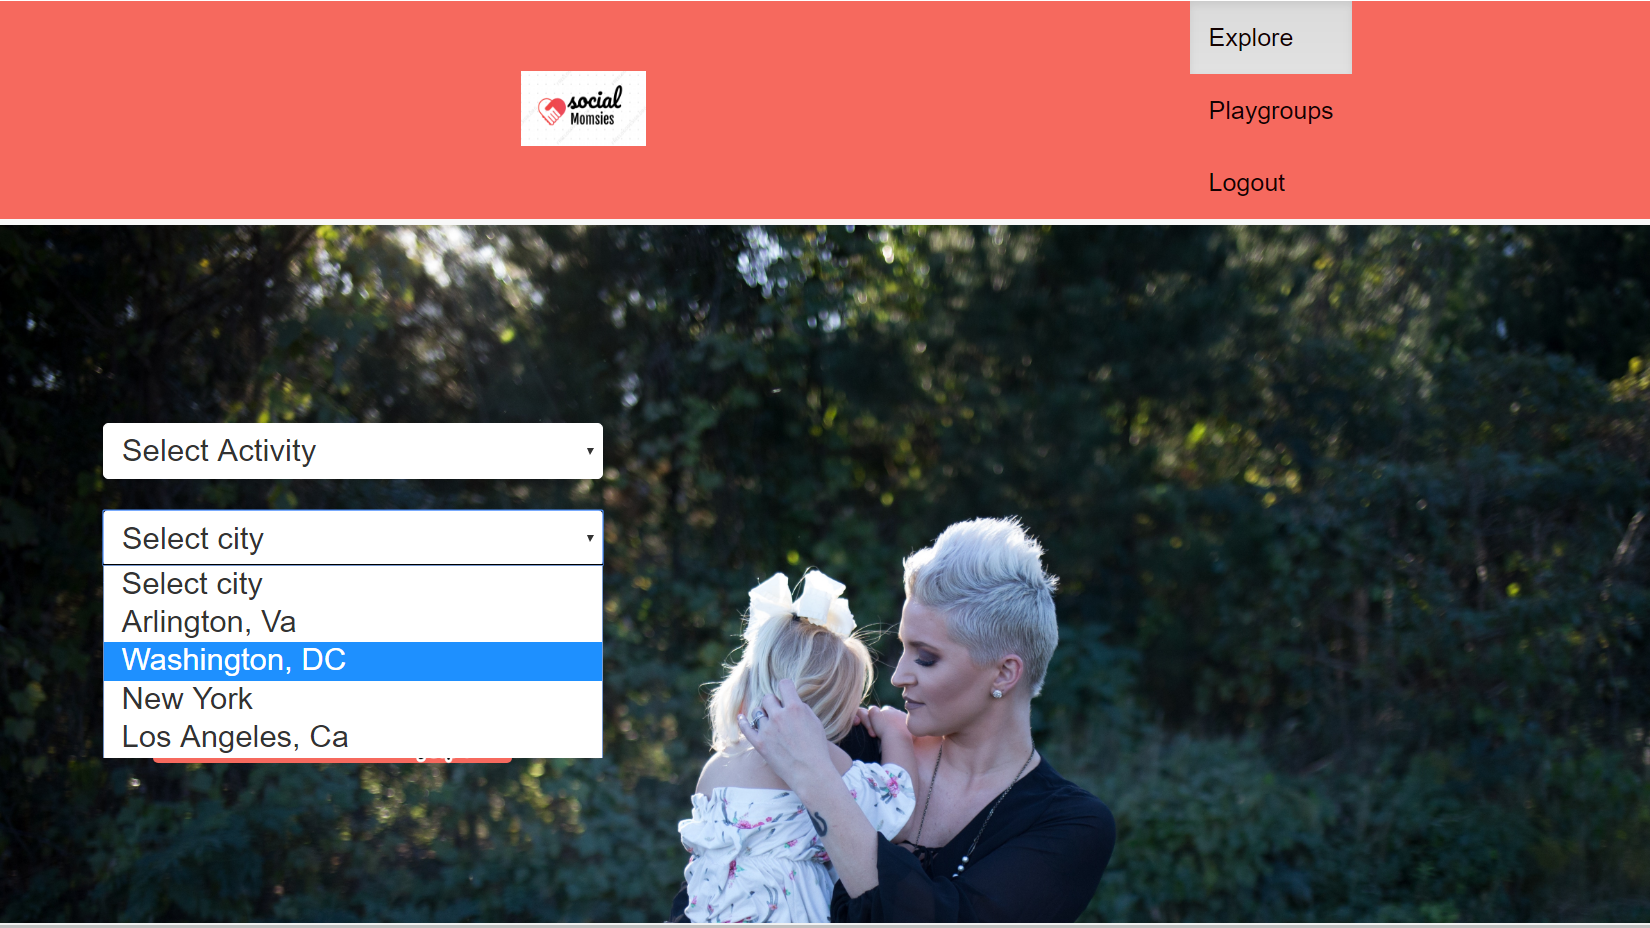 Explore
social
Momsies
Playgroups
Logout
Select Activity
Select city
Select city
Arlington, Va
Washington, DC
New York
Los Angeles, Ca